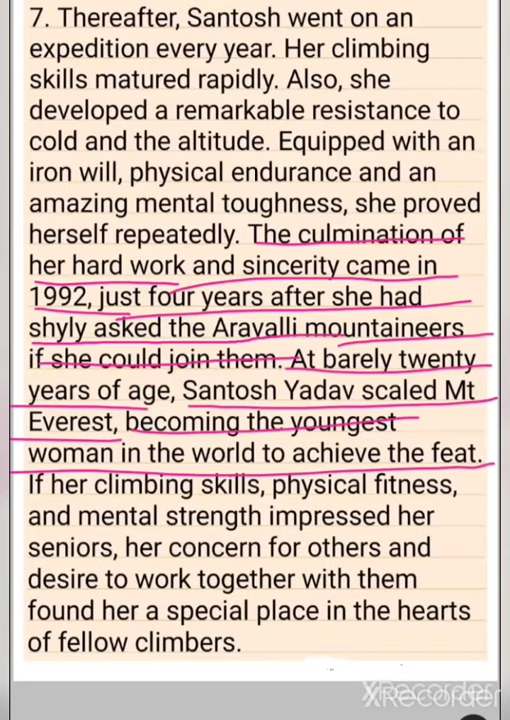 7. Thereafter, Santosh went on an
expedition every year. Her climbing
skills matured rapidly. Also, she
developed a remarkable resistance to
cold and the altitude. Equipped with an
iron will, physical endurance and an
amazing mental toughness, she proved
herself repeatedly. The culmination of
her hard work and sincerity came in
1992, just four years after she had
shyly asked the Aravalli mountaineers
if she could join them. At barely twenty
years of age, Santosh Yadav scaled Mt
Everest, becoming the youngest
woman in the world to achieve the feat.
If her climbing skills, physical fitness,
and mental strength impressed her
seniors, her concern for others and
desire to work together with them
found her a special place in the hearts
of fellow climbers.
XRecorder